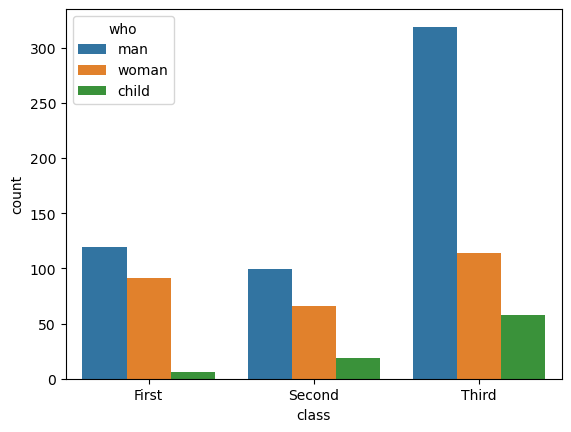 who
man
woman
child
300
250
200
150
100
50
0
count
First Second Third
class